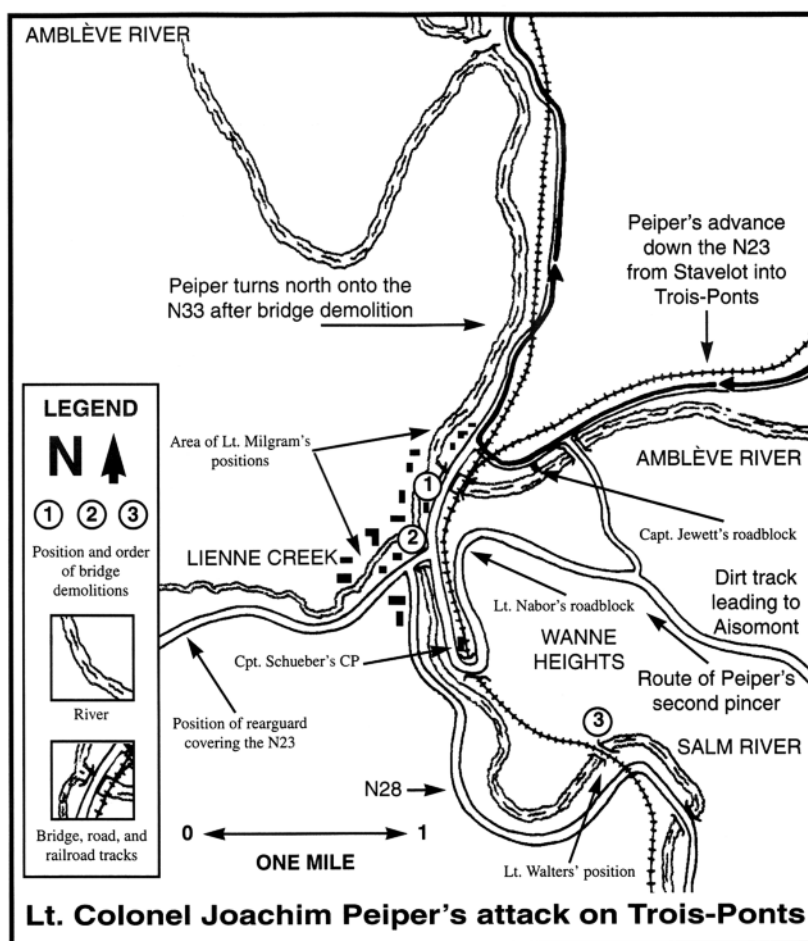 AMBLÈVE RIVER
Peiper's advance
down the N23
from Stavelot into
Trois-Ponts
Peiper turns north onto the
N33 after bridge demolition
LEGEND
N
1 2 3
Position and order
of bridge
demolitions
River
Bridge, road, and
railroad tracks
Area of Lt. Milgram's
positions
1
AMBLÈVE RIVER
2
Capt. Jewett's roadblock
LIENNE CREEK
Lt. Nabor's roadblock
Dirt track
leading to
Aisomont
WANNE
HEIGHTS
Cpt. Schueber's CP
Route of Peiper's
second pincer
Position of rearguard
covering the N23
3
SALM RIVER
N28
0 1
ONE MILE
Lt. Walters' position
Lt. Colonel Joachim Peiper's attack on Trois-Ponts